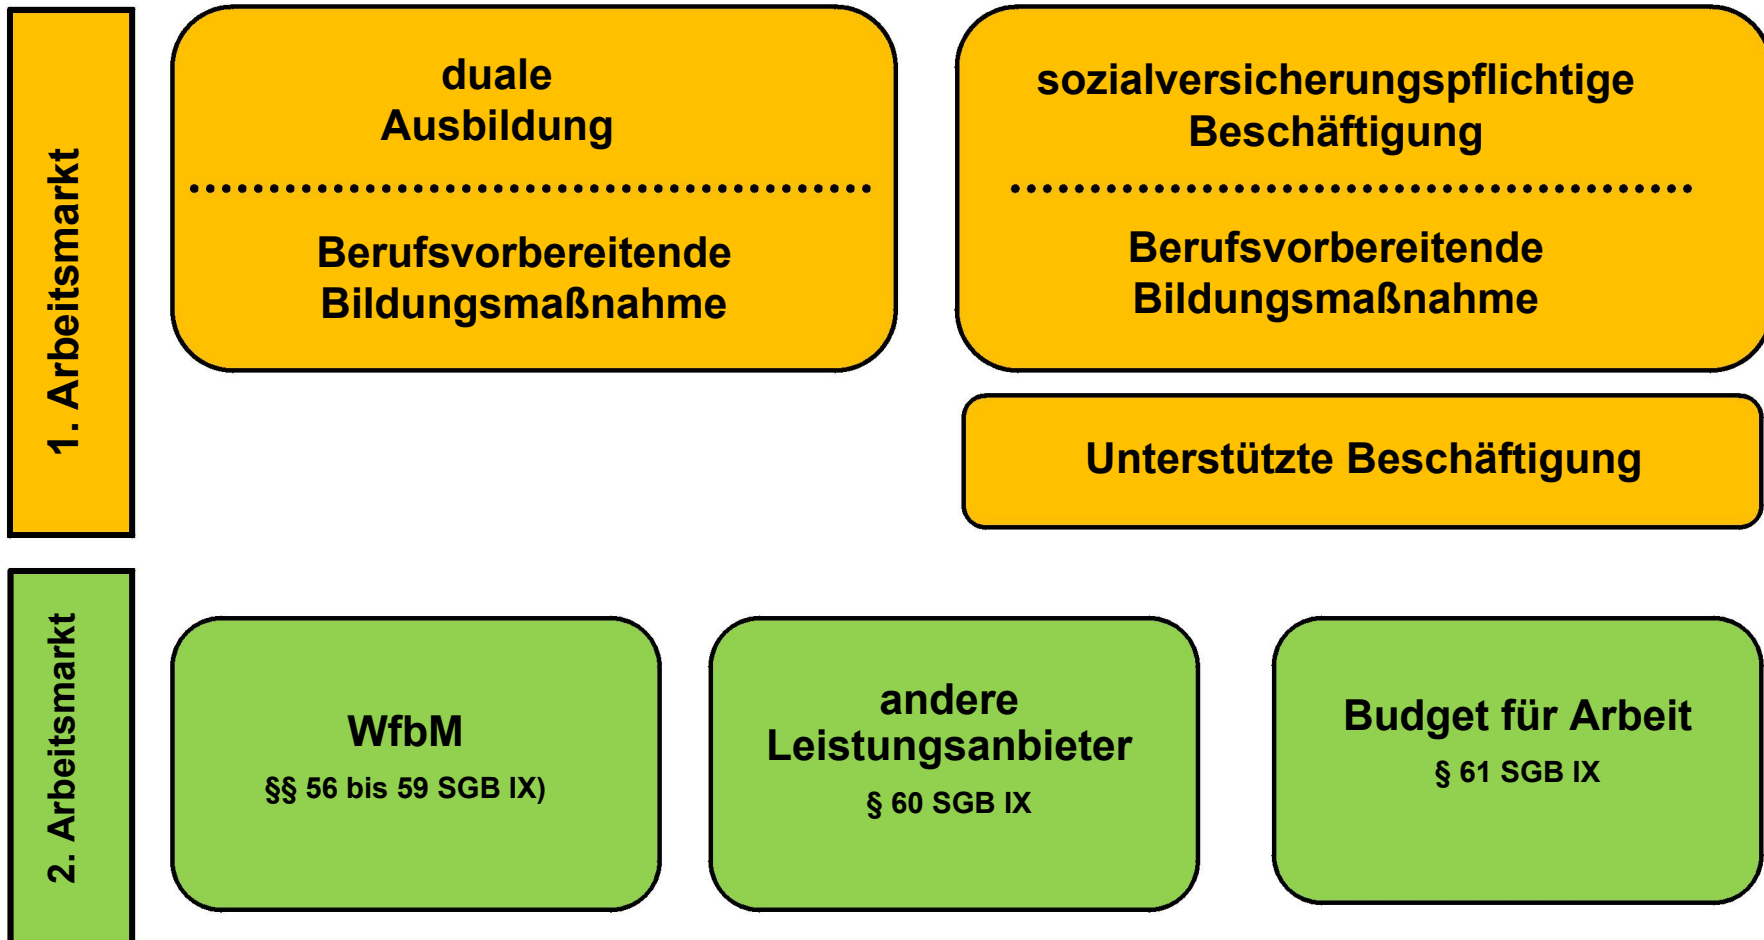 1. Arbeitsmarkt
duale
Ausbildung
Berufsvorbereitende
Bildungsmaßnahme
sozialversicherungspflichtige
Beschäftigung
Berufsvorbereitende
Bildungsmaßnahme
Unterstützte Beschäftigung
2. Arbeitsmarkt
WfbM
§§ 56 bis 59 SGB IX)
andere
Leistungsanbieter
§ 60 SGB IX
Budget für Arbeit
§ 61 SGB IX